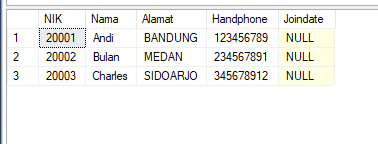 NIK Nama Alamat Handphone Joindate
1 20001 Andi BANDUNG 123456789 NULL
2 20002 Bulan MEDAN 234567891 NULL
3 20003 Charles SIDOARJO 345678912 NULL